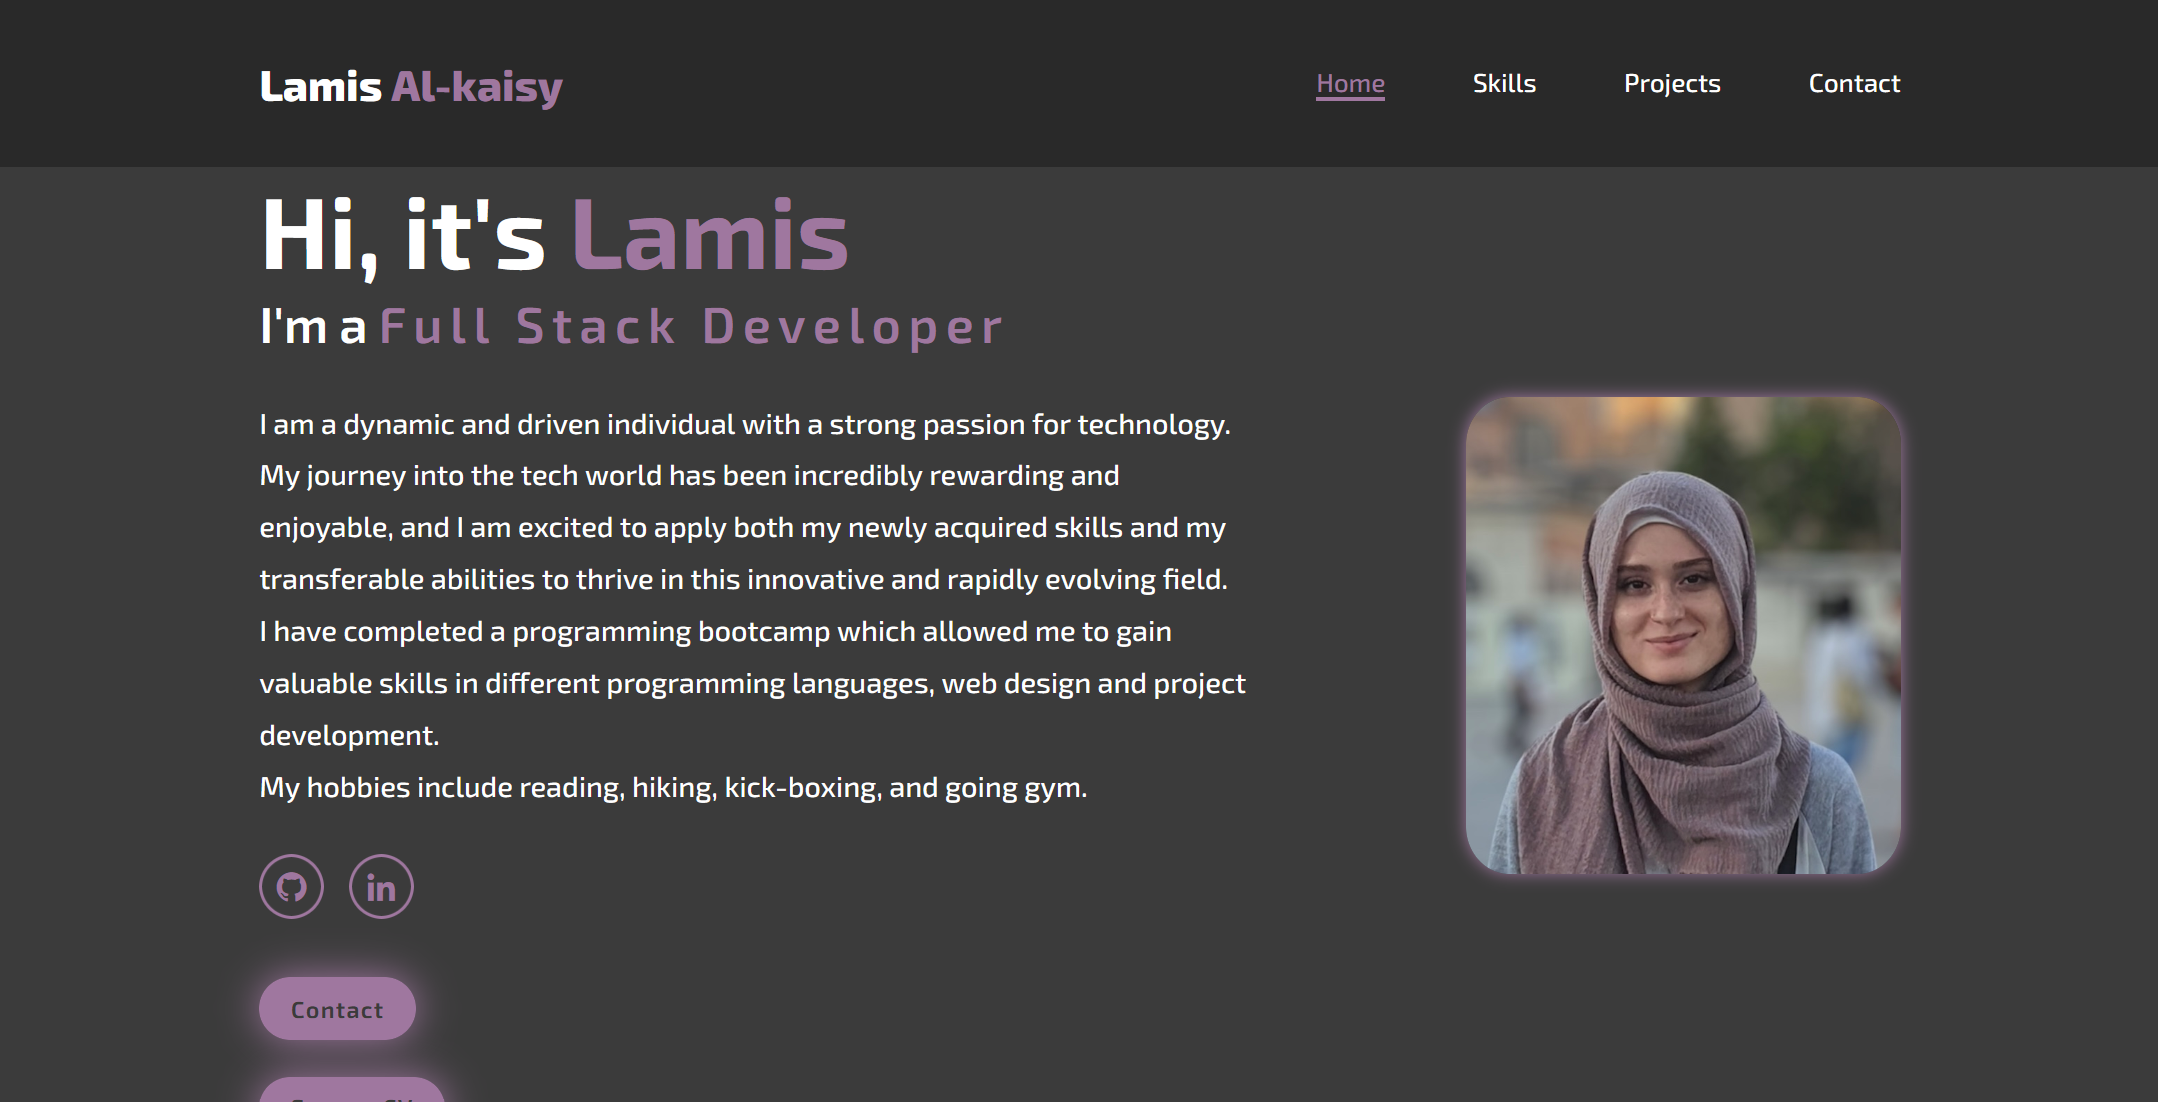 Lamis Al-kaisy
Home Skills Projects Contact
Hi, it's Lamis
I'm a Full Stack Developer
I am a dynamic and driven individual with a strong passion for technology.
My journey into the tech world has been incredibly rewarding and
enjoyable, and I am excited to apply both my newly acquired skills and my
transferable abilities to thrive in this innovative and rapidly evolving field.
I have completed a programming bootcamp which allowed me to gain
valuable skills in different programming languages, web design and project
development.
My hobbies include reading, hiking, kick-boxing, and going gym.
in
Contact